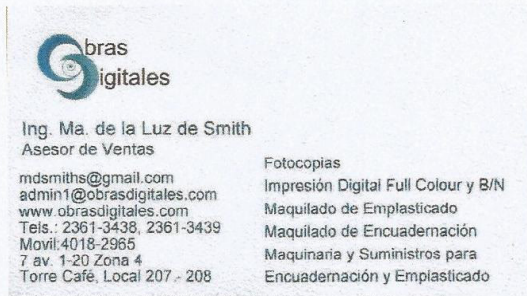 Obras
Digitales
Ing. Ma. de la Luz de Smith
Asesor de Ventas
mdsmiths@gmail.com
admin1@obrasdigitales.com
www.obrasdigitales.com
Tels.: 2361-3438, 2361-3439
Movil:4018-2965
7 av. 1-20 Zona 4
Torre Café, Local 207 - 208
Fotocopias
Impresión Digital Full Colour y B/N
Maquilado de Emplasticado
Maquilado de Encuadernación
Maquinaria y Suministros para
Encuadernación y Emplasticado